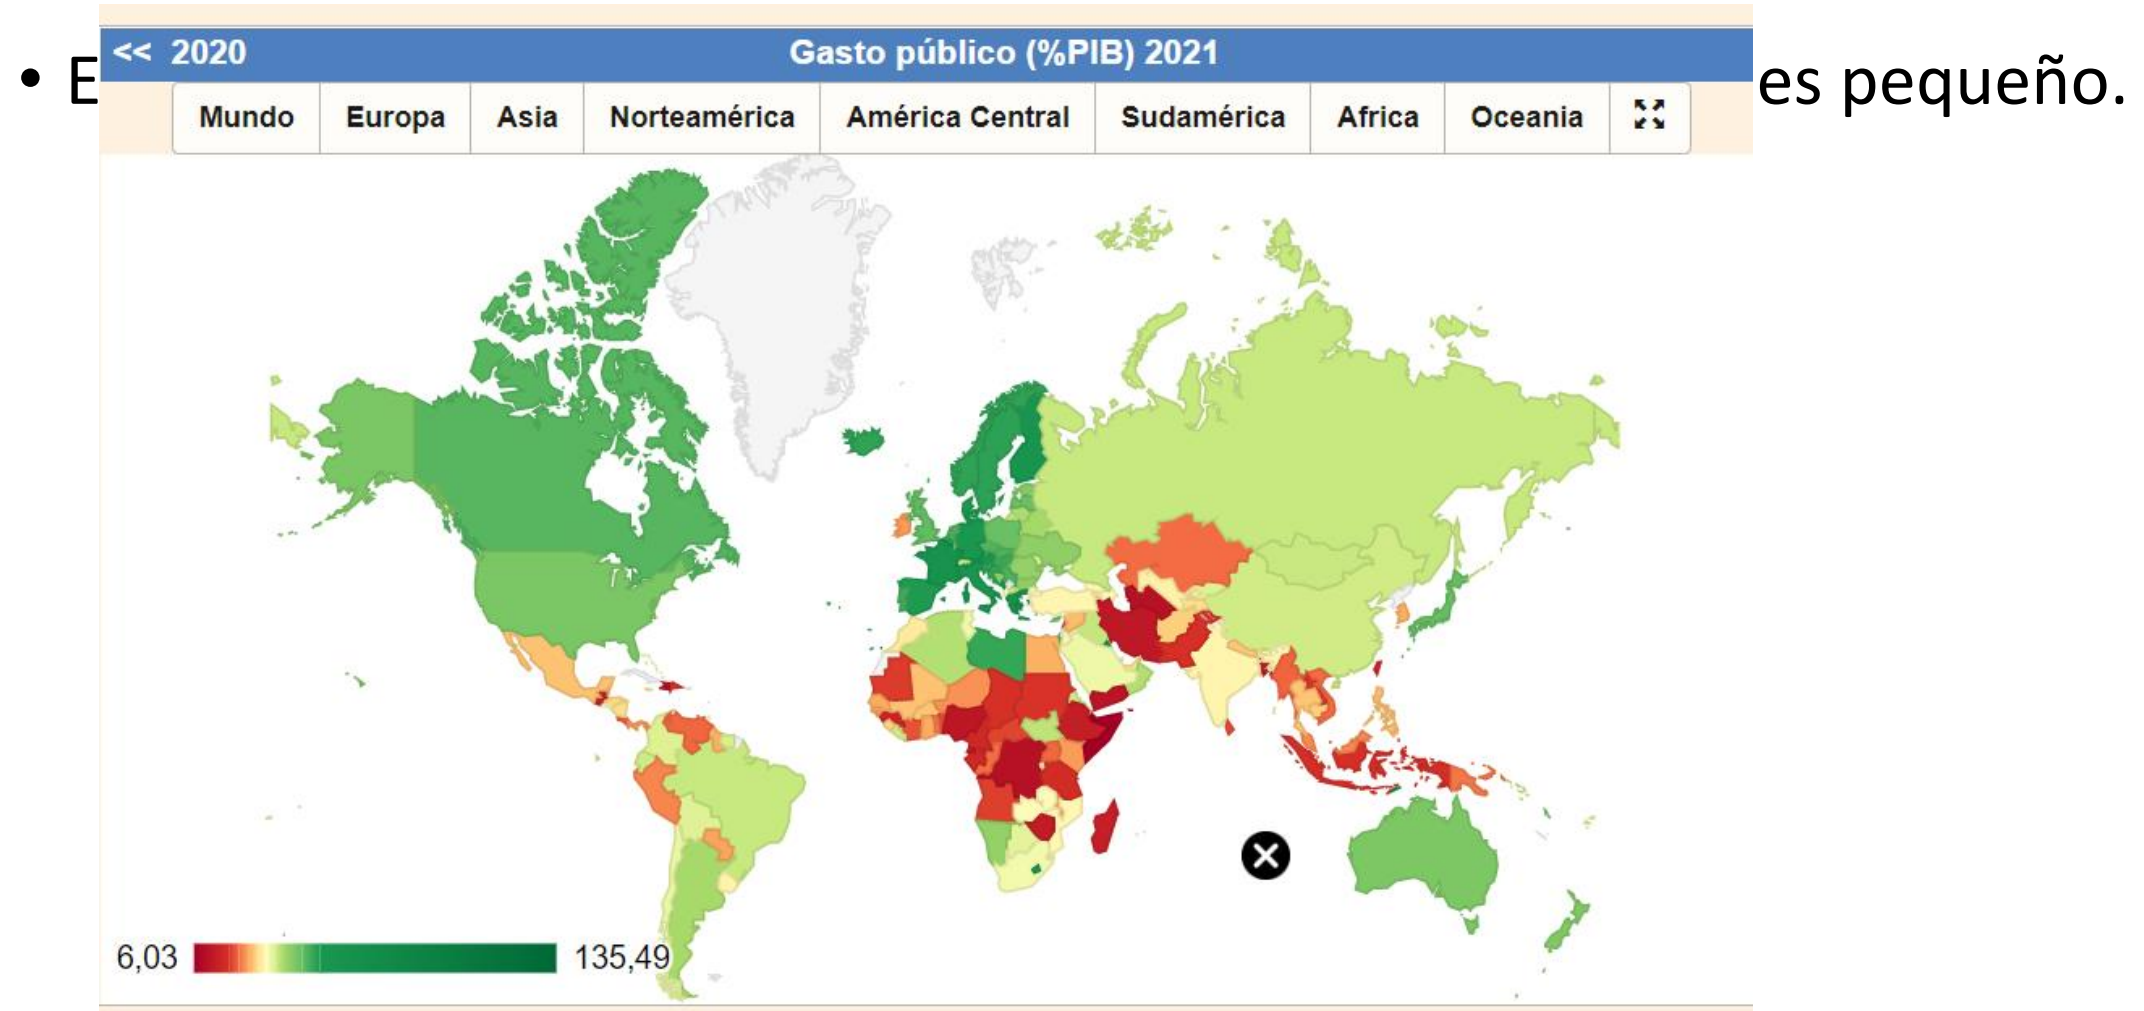 << 2020 Gasto público (%PIB) 2021
• E es pequeño.
Mundo Europa Asia Norteamérica América Central Sudamérica Africa Oceania
6,03 135,49